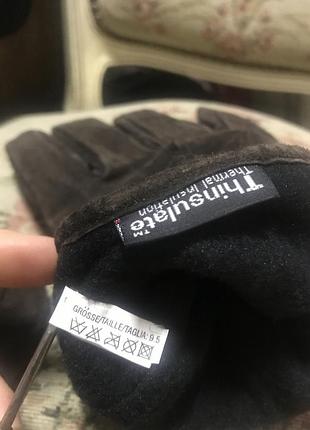 Thinsulate™
Thermal Insulation
GRÖSSE/TAILLE/TAGLIA: 9.5